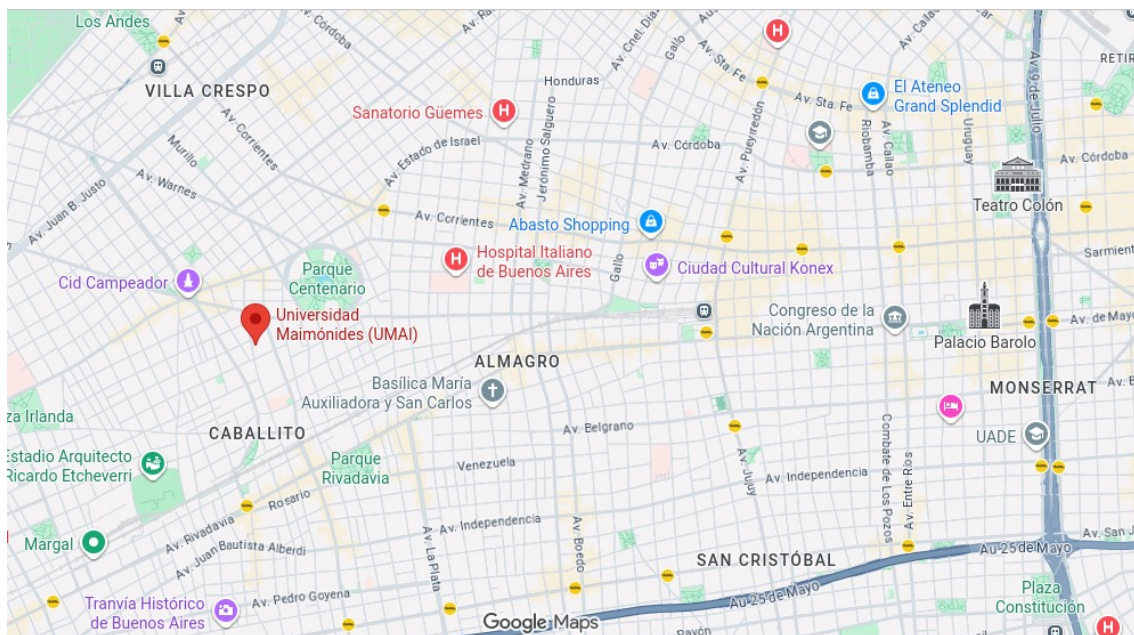 Los Andes
Av. Córdoba
VILLA CRESPO
Av. Corrientes
Murillo
Av. Warnes
Av. Juan B. Justo
Honduras
Sanatorio Güemes
Av. Estado de Israel
Av. Medrano
Jerónimo Salguero
Av. Cnel. Díaz
Gallo
Av. Sta. Fe
Av. Sta. Fe
El Ateneo
Grand Splendid
RETIR
Av. 9 de Julio
Av. Pueyrredón
Riobamba
Av. Callao
Uruguay
Av. Córdoba
Av. Córdoba
Teatro Colón
Av. Corrientes
Abasto Shopping
Gallo
Ciudad Cultural Konex
Sarmient
Hospital Italiano
de Buenos Aires
Parque
Centenario
Cid Campeador
Universidad
Maimónides (UMAI)
Congreso de la
Nación Argentina
Av. de Mayo
Palacio Barolo
ALMAGRO
Basílica María
Auxiliadora y San Carlos
MONSERRAT
Av. Be
za Irlanda
CABALLITO
Av. Belgrano
UADE
Estadio Arquitecto
Ricardo Etcheverri
Parque
Rivadavia
Venezuela
Av. Jujuy
Av. Independencia
Combate de Los Pozos
Av. Entre Ríos
Rosario
Av. Rivadavia
Margal
Av. Juan Bautista Alberdi
Av. La Plata
Av. Independencia
Av. Boedo
SAN CRISTÓBAL
Au 25 de Mayo
Av. San J
Tranvía Histórico
de Buenos Aires
Av. Pedro Goyena
Google Maps
Au 25 de Mayo
Plaza
Constitución
Pavón